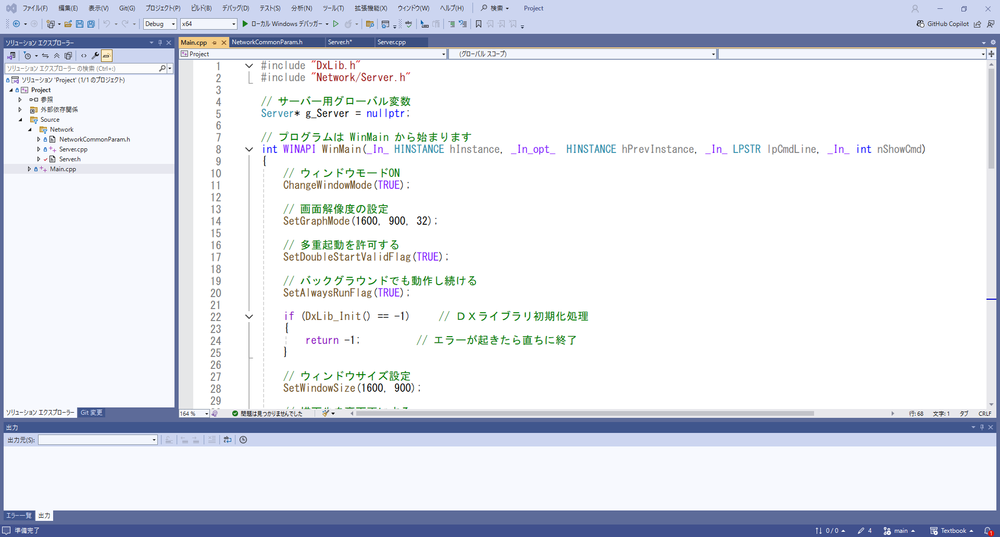 ファイル(F) 編集(E) 表示(V) Git(G) プロジェクト(P) ビルド(B) デバッグ(D) テスト(S) 分析(N) ツール(T) 拡張機能(X) ウィンドウ(W) ヘルプ(H) 検索 Project
Debug x64 ローカル Windows デバッガー GitHub Copilot
ソリューション エクスプローラー
Main.cpp NetworkCommonParam.h Server.h* Server.cpp
Project (グローバル スコープ)
ソリューション エクスプローラー の検索 (Ctrl+:)
ソリューション 'Project' (1/1 のプロジェクト)
Project
参照
外部依存関係
Source
Network
NetworkCommonParam.h
Server.cpp
Server.h
Main.cpp
1 #include "DxLib.h"
2 #include "Network/Server.h"
3
4 // サーバー用グローバル変数
5 Server* g_Server = nullptr;
6
7 // プログラムは WinMain から始まります
8 int WINAPI WinMain(_In_ HINSTANCE hInstance, _In_opt_ HINSTANCE hPrevInstance, _In_ LPSTR lpCmdLine, _In_ int nShowCmd)
9 {
10 // ウィンドウモードON
11 ChangeWindowMode(TRUE);
12
13 // 画面解像度の設定
14 SetGraphMode(1600, 900, 32);
15
16 // 多重起動を許可する
17 SetDoubleStartValidFlag(TRUE);
18
19 // バックグラウンドでも動作し続ける
20 SetAlwaysRunFlag(TRUE);
21
22 if (DxLib_Init() == -1) // ＤＸライブラリ初期化処理
23 {
24 return -1; // エラーが起きたら直ちに終了
25 }
26
27 // ウィンドウサイズ設定
28 SetWindowSize(1600, 900);
29
ソリューション エクスプローラー Git 変更
164 % 問題は見つかりませんでした 行: 68 文字: 1 タブ CRLF
出力
出力元(S):
エラー一覧 出力
準備完了 0 / 0 4 main Textbook 1